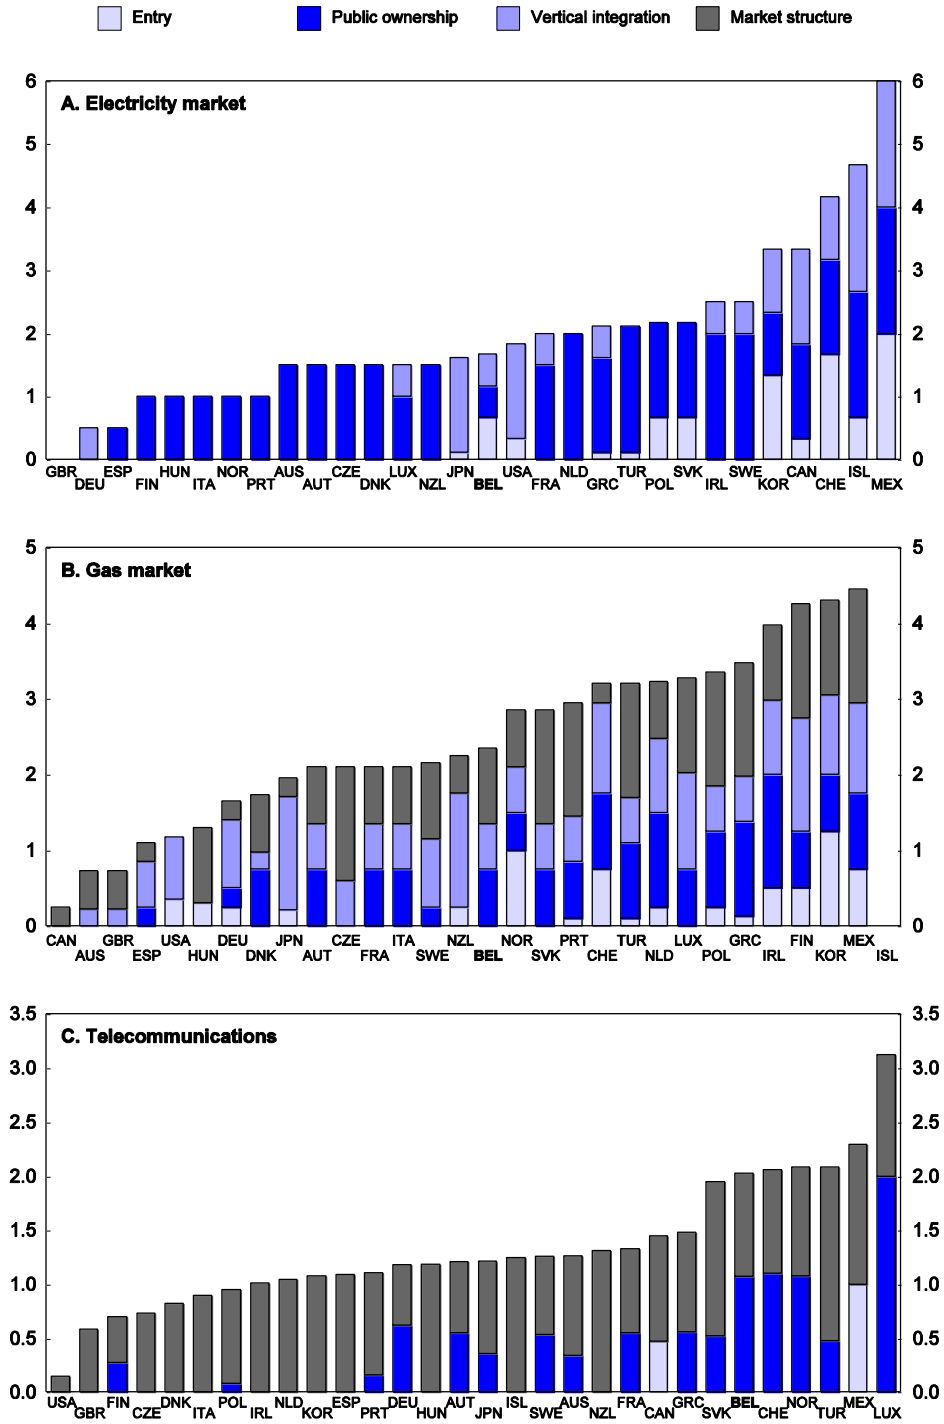 Entry Public ownership Vertical integration Market structure
6 6
A. Electricity market
5 5
4 4
3 3
2 2
1 1
0 0
GBR ESP HUN NOR AUS CZE LUX JPN USA NLD TUR SVK SWE CAN ISL
DEU FIN ITA PRT AUT DNK NZL BEL FRA GRC POL IRL KOR CHE MEX
5 5
B. Gas market
4 4
3 3
2 2
1 1
0 0
CAN GBR USA DEU JPN CZE ITA NZL NOR PRT TUR LUX GRC FIN MEX
AUS ESP HUN DNK AUT FRA SWE BEL SVK CHE NLD POL IRL KOR ISL
3.5 3.5
C. Telecommunications
3.0 3.0
2.5 2.5
2.0 2.0
1.5 1.5
1.0 1.0
0.5 0.5
0.0 0.0
USA FIN DNK POL NLD ESP DEU AUT ISL AUS FRA GRC BEL NOR MEX
GBR CZE ITA IRL KOR PRT HUN JPN SWE NZL CAN SVK CHE TUR LUX